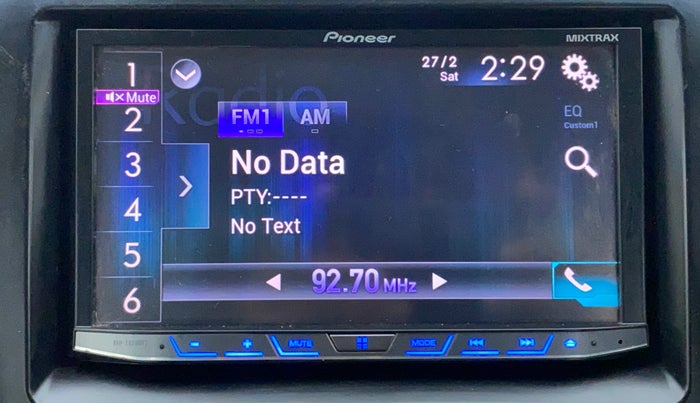 Pioneer
MIXTRAX
1
Mute
2
3
4
5
6
Radio
27/2
Sat
2:29
FM1
AM
EQ
Custom1
No Data
PTY:----
No Text
92.70 MHz
- + MUTE MODE